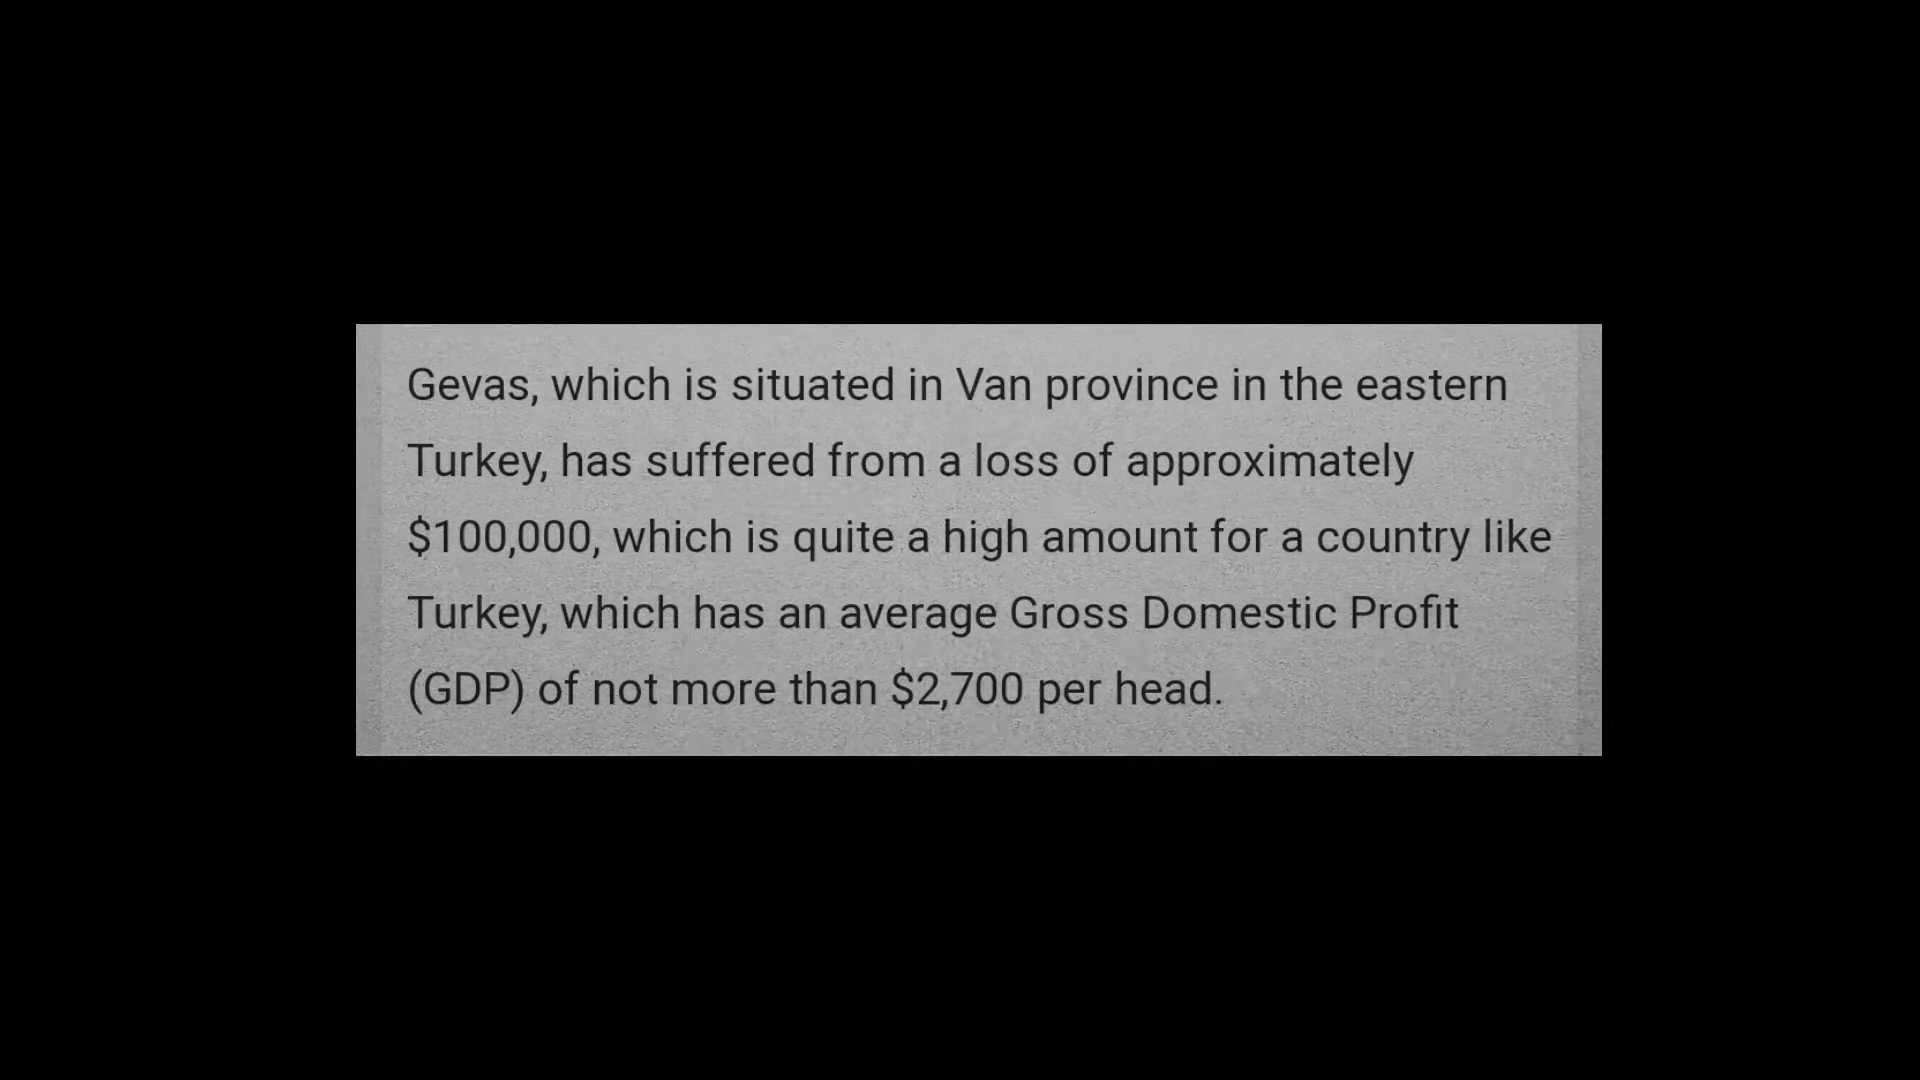 Gevas, which is situated in Van province in the eastern
Turkey, has suffered from a loss of approximately
$100,000, which is quite a high amount for a country like
Turkey, which has an average Gross Domestic Profit
(GDP) of not more than $2,700 per head.